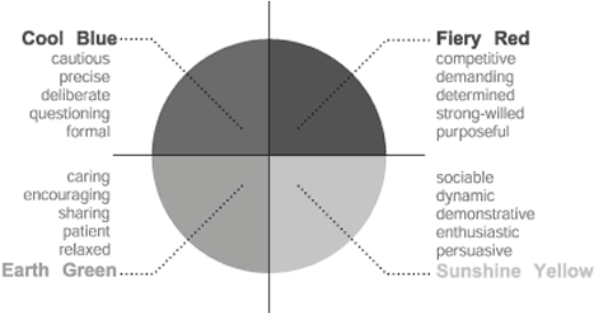 Cool Blue
cautious
precise
deliberate
questioning
formal
Fiery Red
competitive
demanding
determined
strong-willed
purposeful
caring
encouraging
sharing
patient
relaxed
Earth Green
sociable
dynamic
demonstrative
enthusiastic
persuasive
Sunshine Yellow